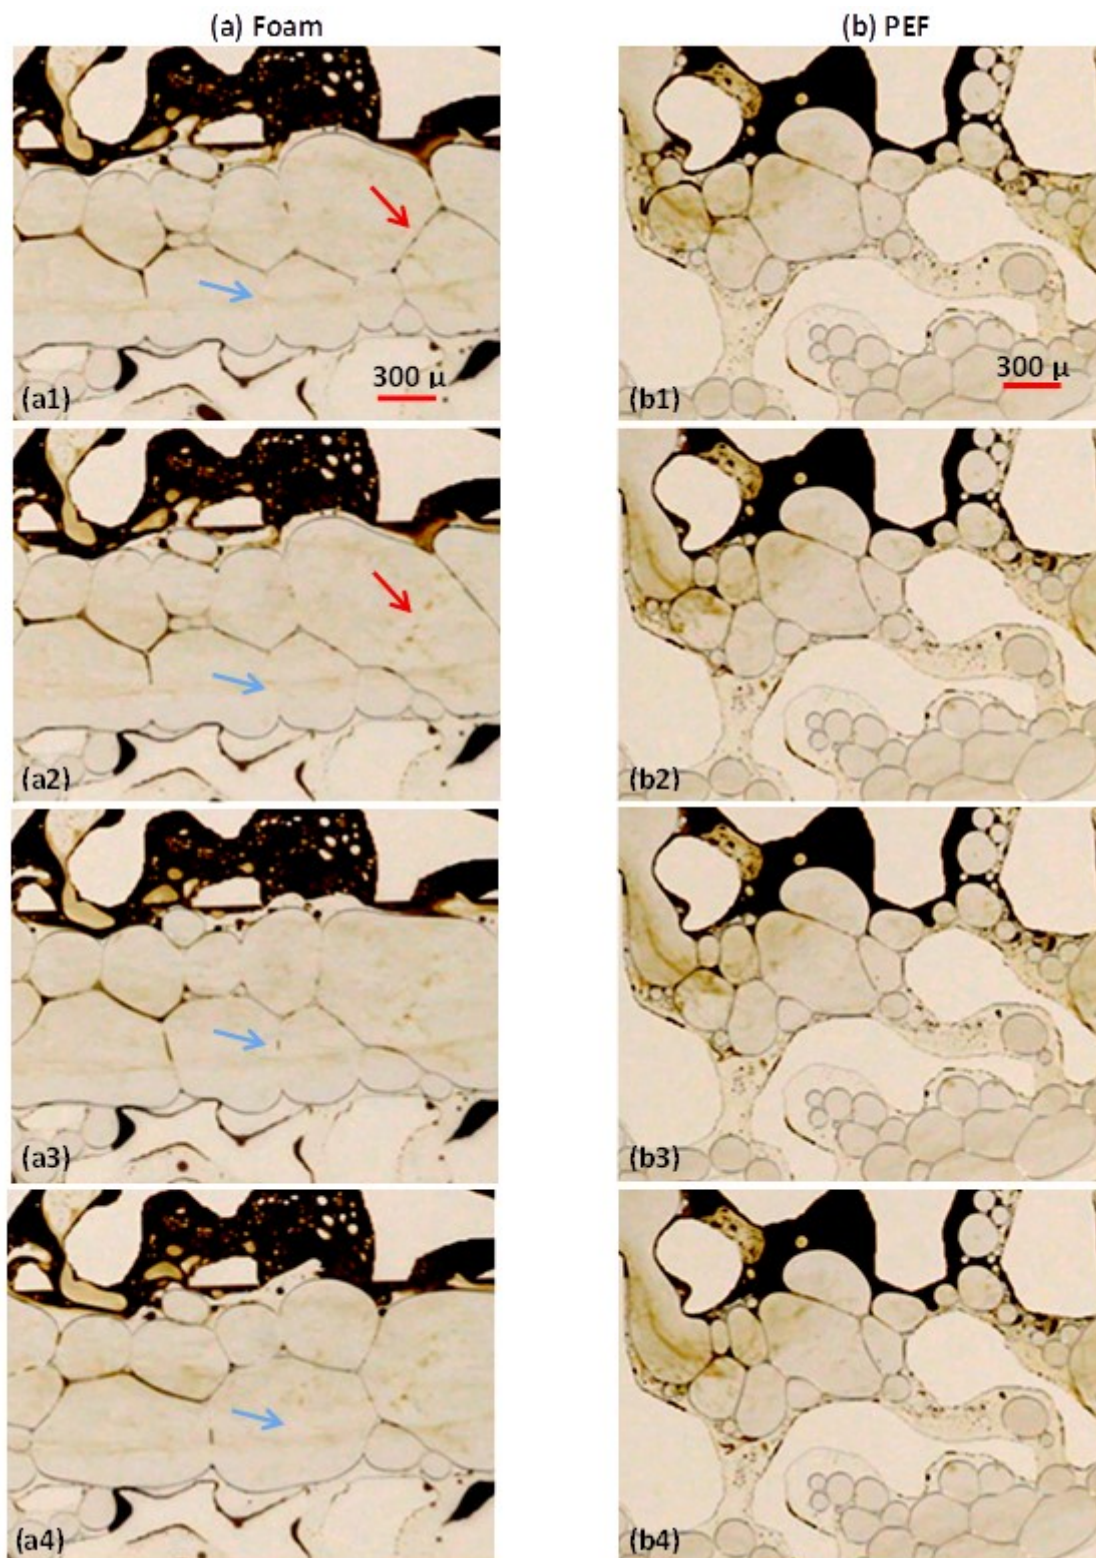 (a) Foam
(b) PEF
300 μ
(a1)
300 μ
(b1)
(a2)
(b2)
(a3)
(b3)
(a4)
(b4)